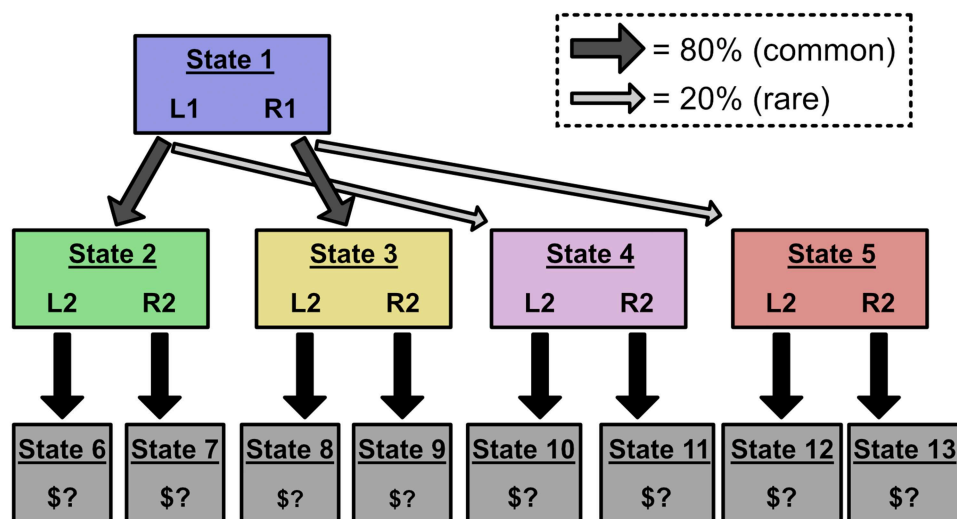 State 1
L1 R1
= 80% (common)
= 20% (rare)
State 2
L2 R2
State 3
L2 R2
State 4
L2 R2
State 5
L2 R2
State 6
$?
State 7
$?
State 8
$?
State 9
$?
State 10
$?
State 11
$?
State 12
$?
State 13
$?